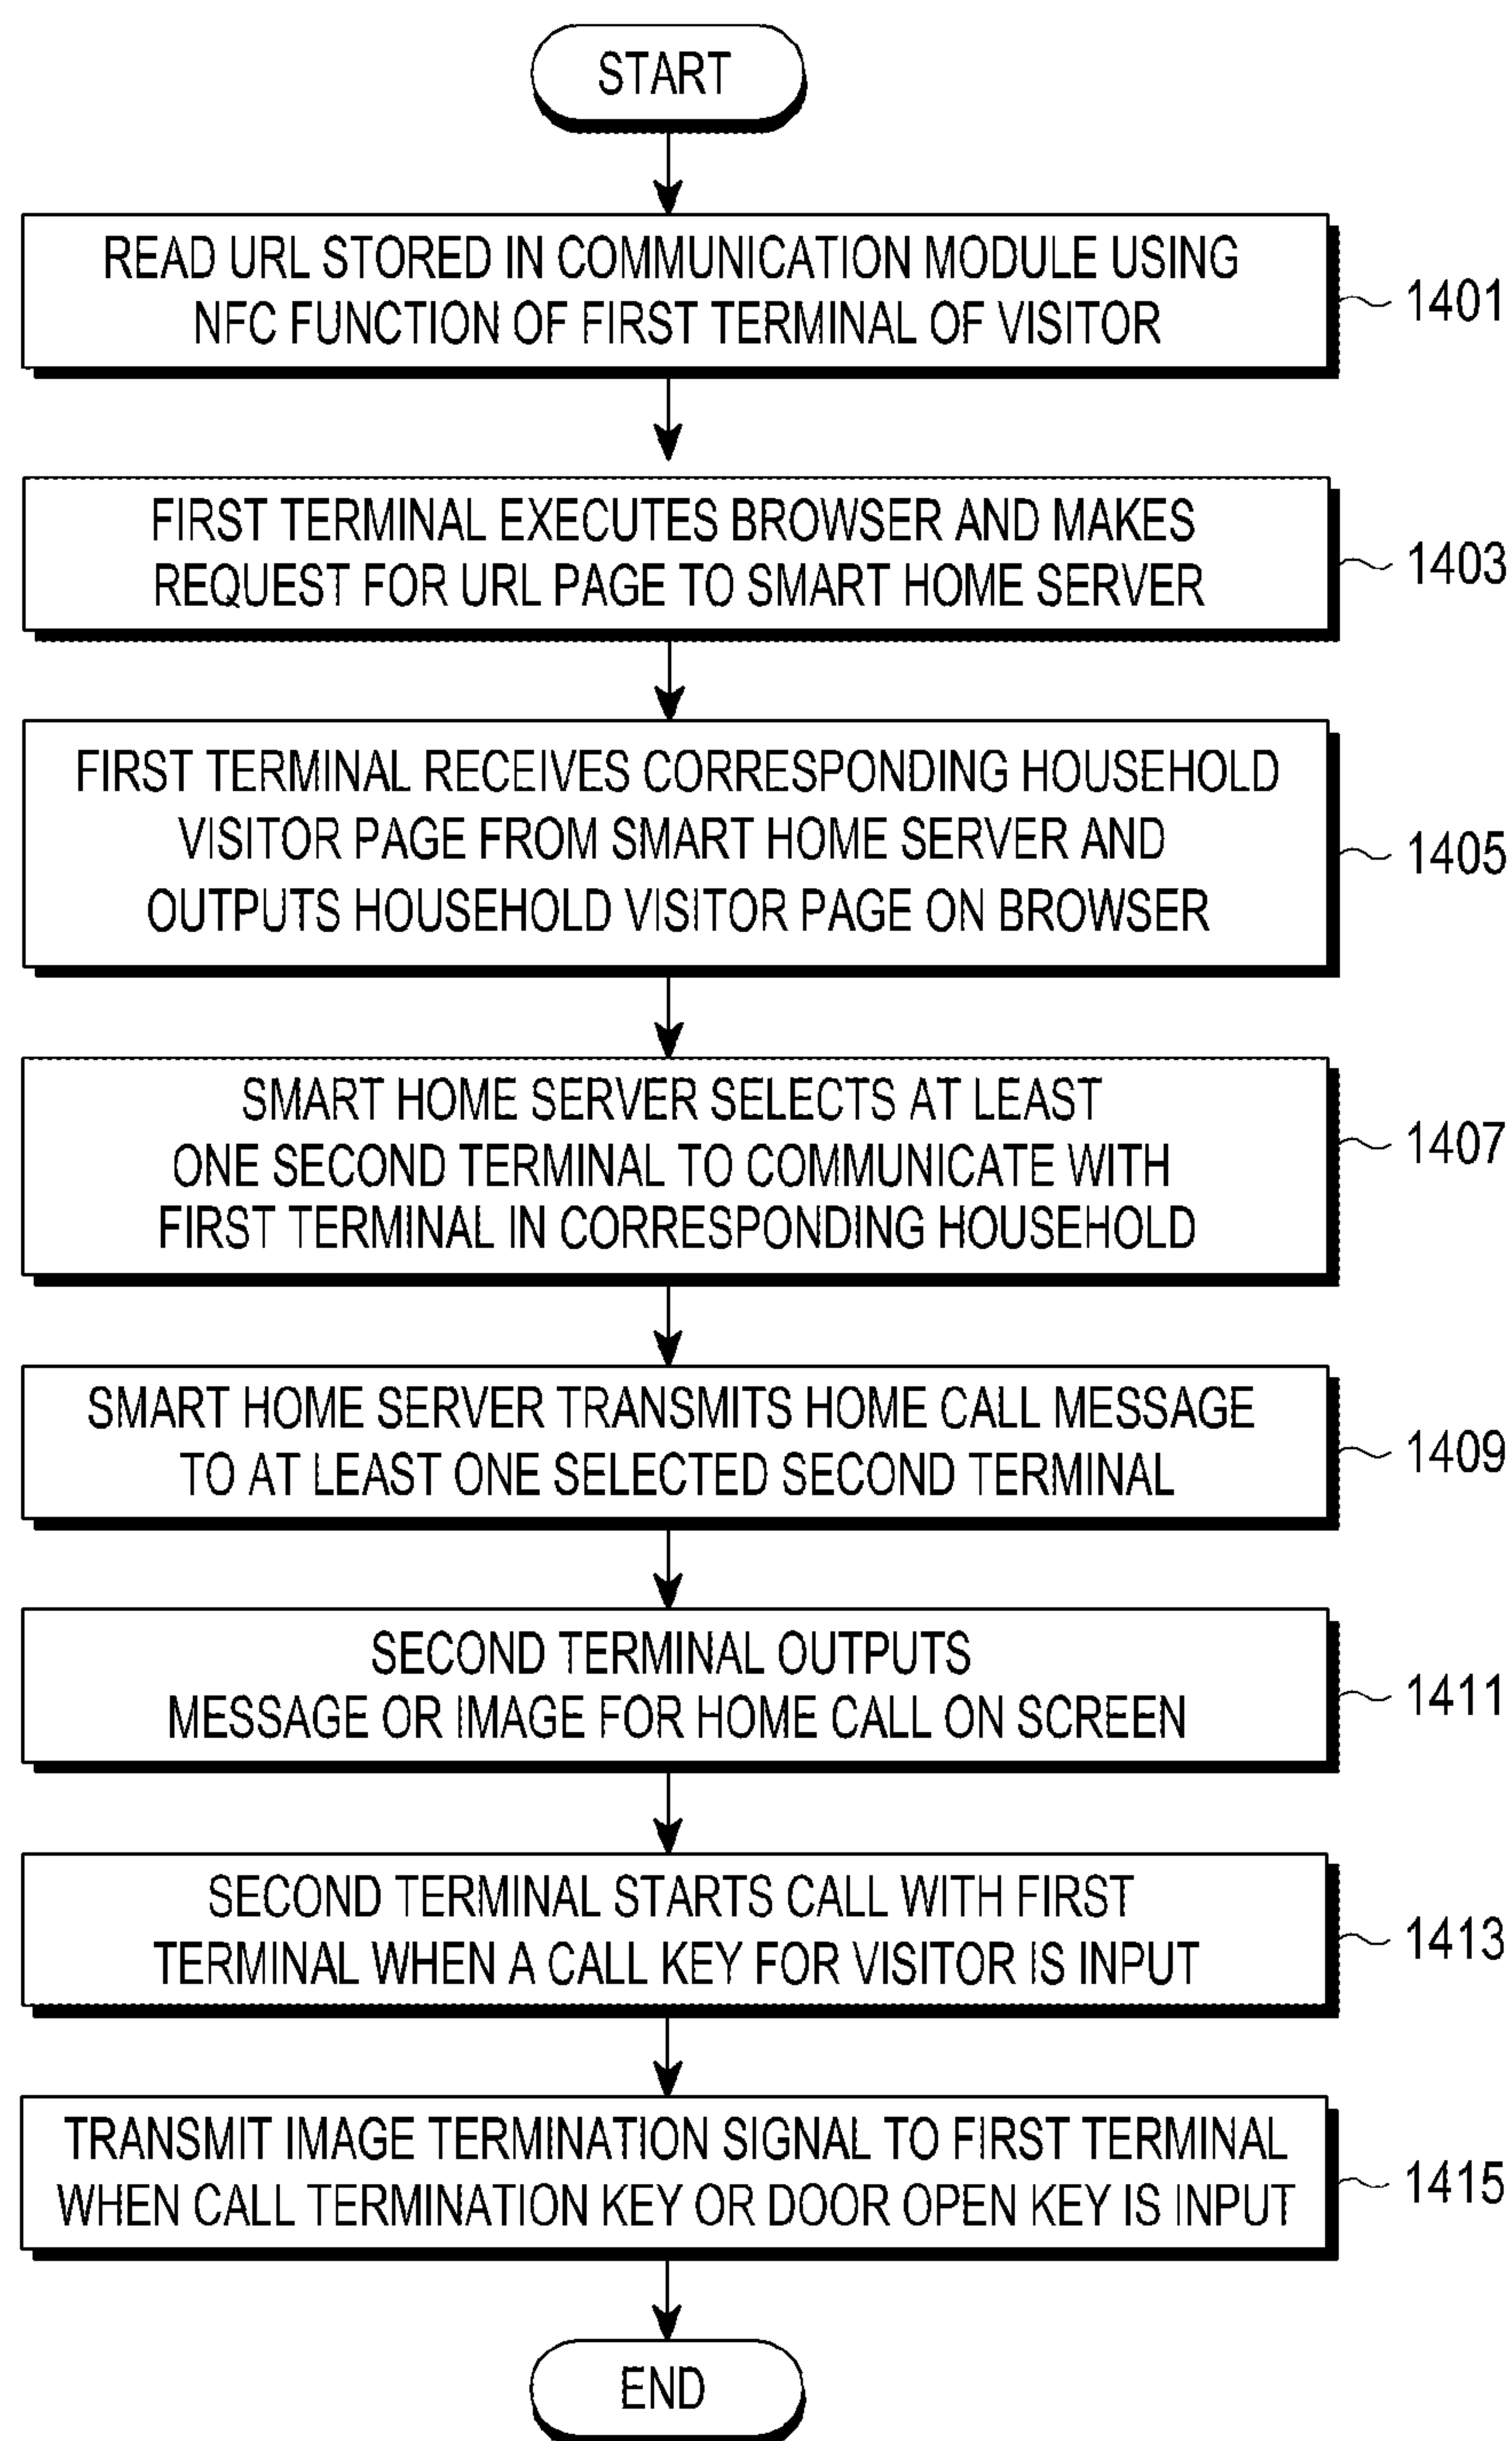 START
READ URL STORED IN COMMUNICATION MODULE USING
NFC FUNCTION OF FIRST TERMINAL OF VISITOR
1401
FIRST TERMINAL EXECUTES BROWSER AND MAKES
REQUEST FOR URL PAGE TO SMART HOME SERVER
1403
FIRST TERMINAL RECEIVES CORRESPONDING HOUSEHOLD
VISITOR PAGE FROM SMART HOME SERVER AND
OUTPUTS HOUSEHOLD VISITOR PAGE ON BROWSER
1405
SMART HOME SERVER SELECTS AT LEAST
ONE SECOND TERMINAL TO COMMUNICATE WITH
FIRST TERMINAL IN CORRESPONDING HOUSEHOLD
1407
SMART HOME SERVER TRANSMITS HOME CALL MESSAGE
TO AT LEAST ONE SELECTED SECOND TERMINAL
1409
SECOND TERMINAL OUTPUTS
MESSAGE OR IMAGE FOR HOME CALL ON SCREEN
1411
SECOND TERMINAL STARTS CALL WITH FIRST
TERMINAL WHEN A CALL KEY FOR VISITOR IS INPUT
1413
TRANSMIT IMAGE TERMINATION SIGNAL TO FIRST TERMINAL
WHEN CALL TERMINATION KEY OR DOOR OPEN KEY IS INPUT
1415
END